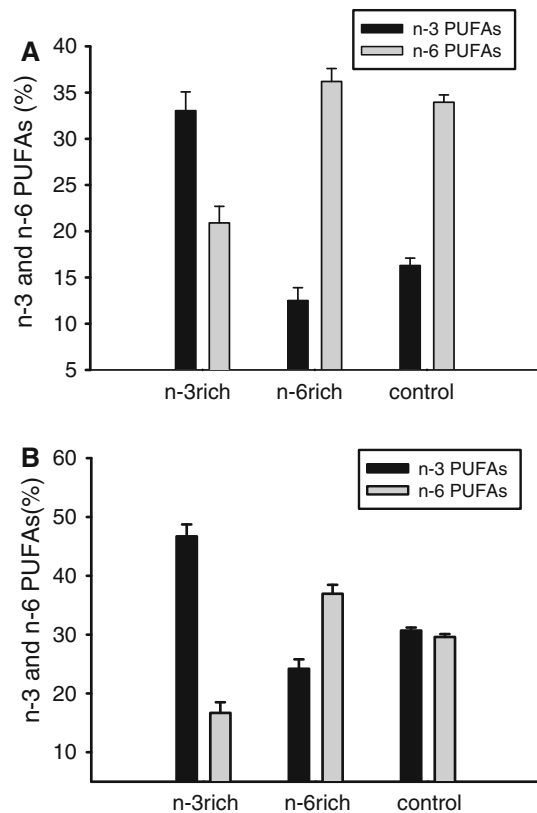 A
n-3 PUFAs
n-6 PUFAs
n-3 and n-6 PUFAs (%)
40
35
30
25
20
15
10
5
n-3rich n-6rich control
B
n-3 PUFAs
n-6 PUFAs
n-3 and n-6 PUFAs(%)
60
50
40
30
20
10
n-3rich n-6rich control